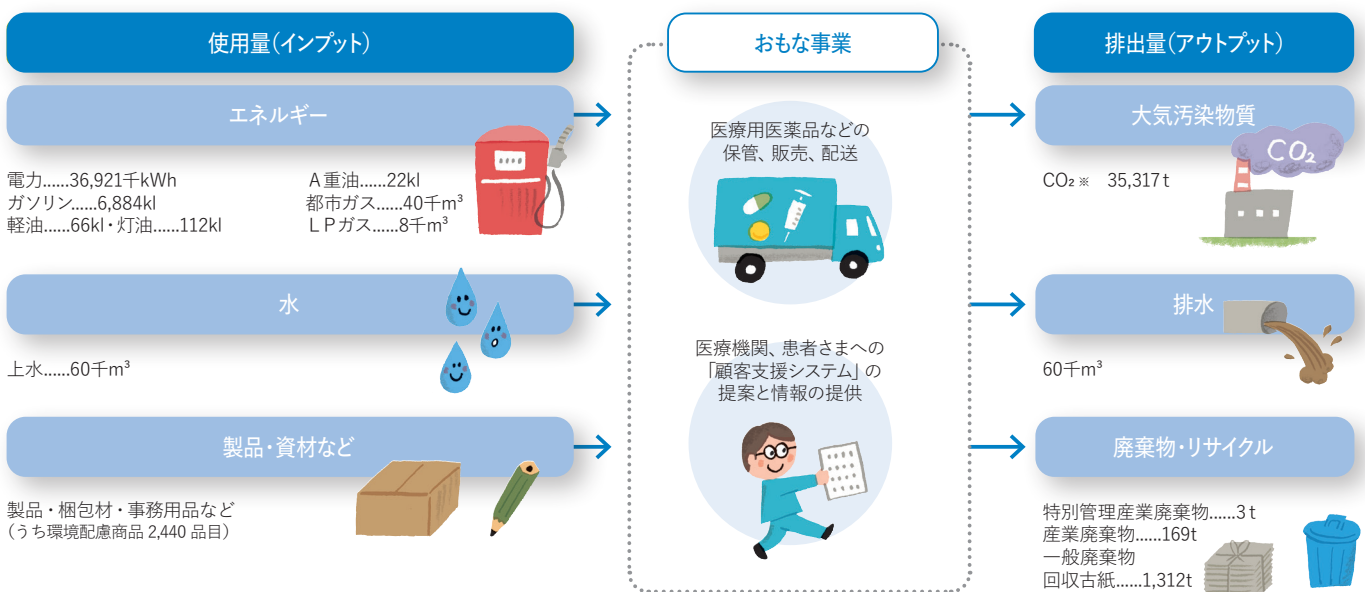 使用量(インプット)
エネルギー
電力......36,921千kWh
ガソリン......6,884kl
軽油......66kl・灯油......112kl
A重油......22kl
都市ガス......40千m³
LPガス......8千m³
水
上水......60千m³
製品・資材など
製品・梱包材・事務用品など
(うち環境配慮商品 2,440 品目)
おもな事業
医療用医薬品などの
保管、販売、配送
医療機関、患者さまへの
「顧客支援システム」の
提案と情報の提供
排出量(アウトプット)
大気汚染物質
CO₂
CO₂※ 35,317t
排水
60千m³
廃棄物・リサイクル
特別管理産業廃棄物......3t
産業廃棄物......169t
一般廃棄物
回収古紙......1,312t